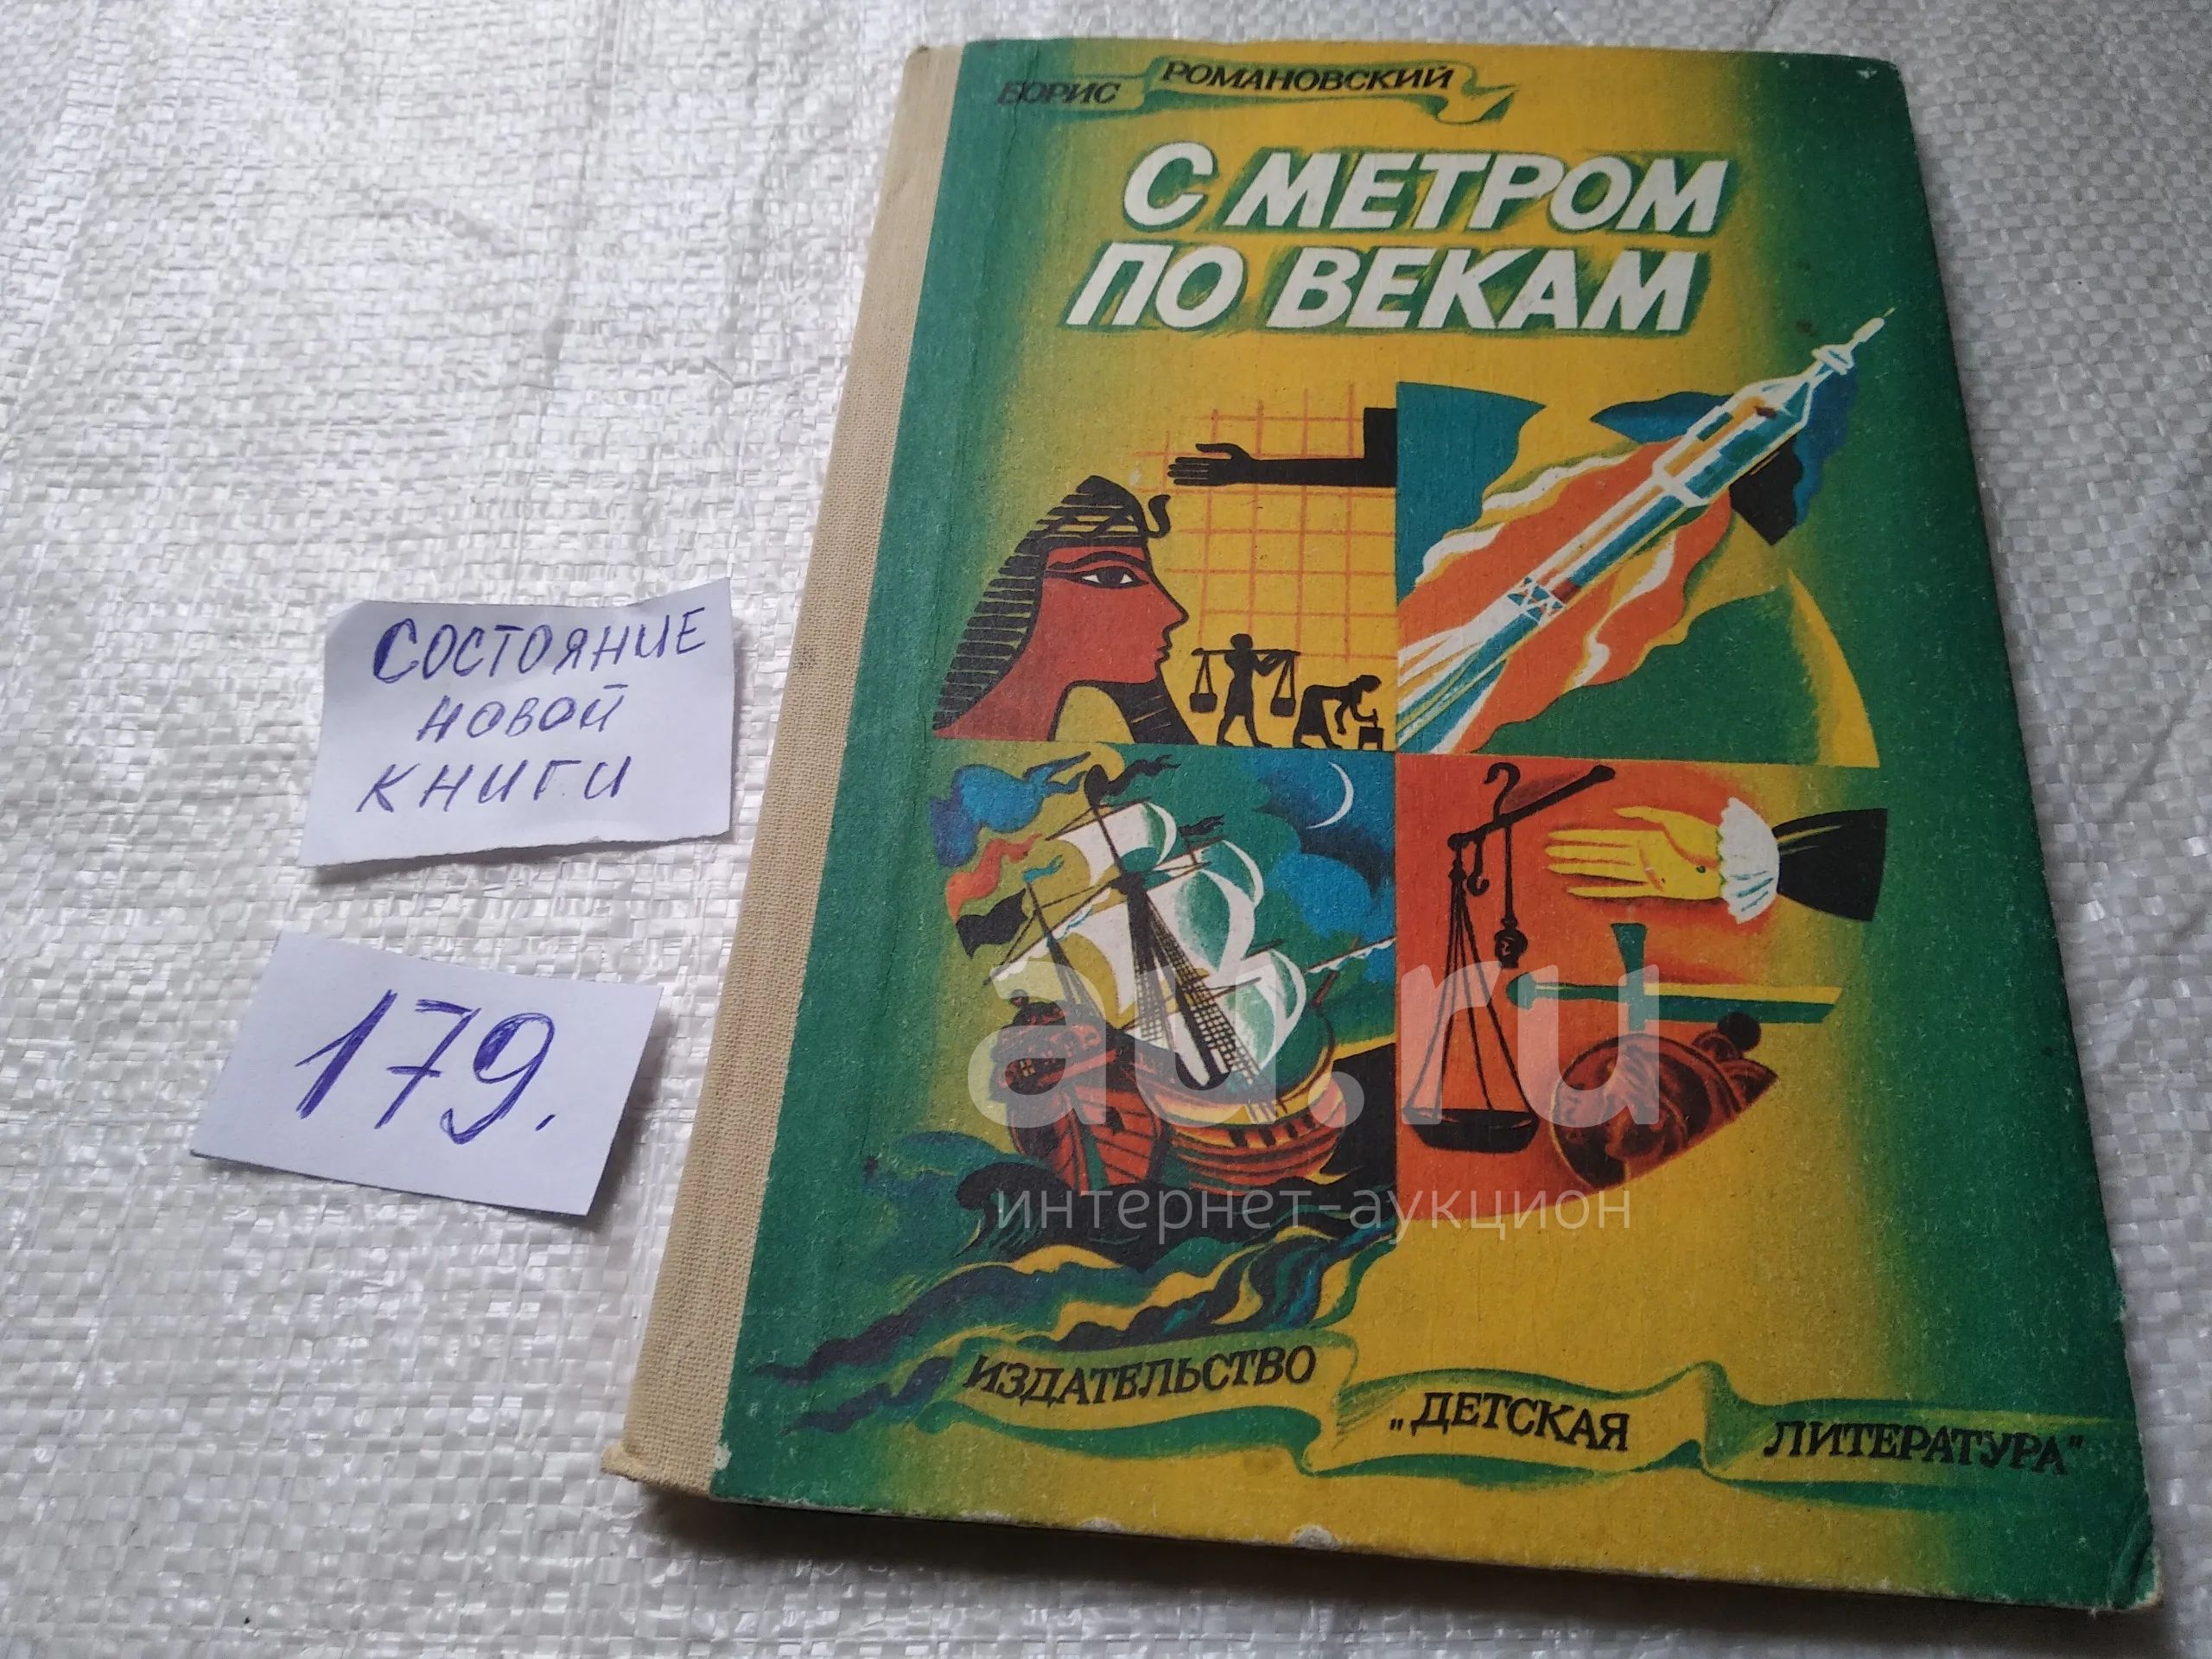 БОРИС РОМАНОВСКИЙ
С МЕТРОМ
ПО ВЕКАМ
СОСТОЯНИЕ
НОВОЙ
КНИГИ
179.
au.ru
интернет-аукцион
ИЗДАТЕЛЬСТВО „ДЕТСКАЯ ЛИТЕРАТУРА"